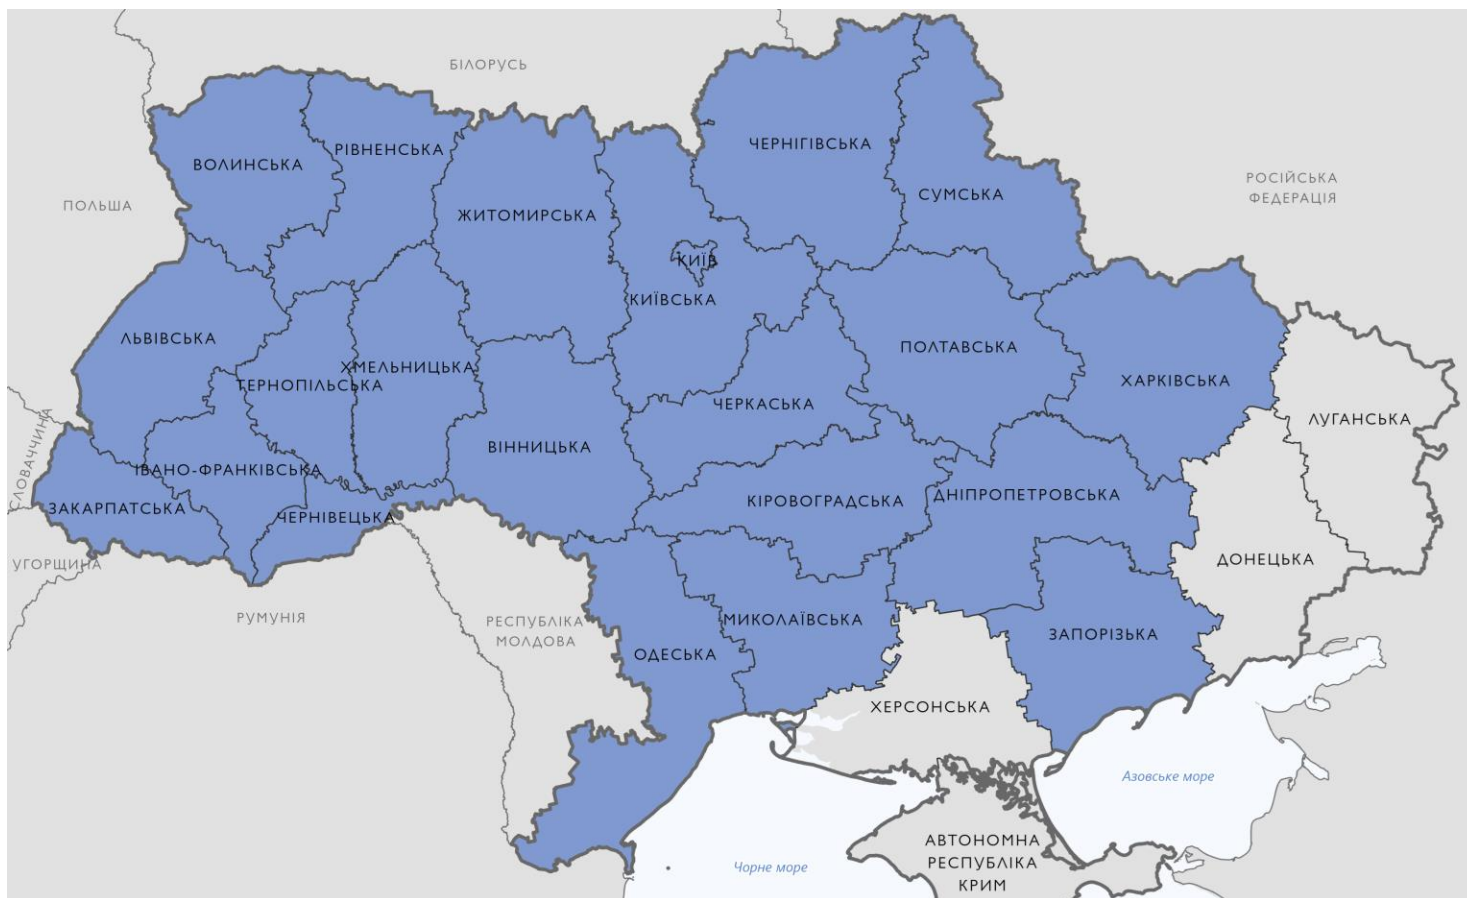 БІЛОРУСЬ
ЧЕРНІГІВСЬКА
РІВНЕНСЬКА
ВОЛИНСЬКА
РОСІЙСЬКА
ФЕДЕРАЦІЯ
СУМСЬКА
ПОЛЬША
ЖИТОМИРСЬКА
КИЇВ
КИЇВСЬКА
ЛЬВІВСЬКА
ПОЛТАВСЬКА
ХМЕЛЬНИЦЬКА
ТЕРНОПІЛЬСЬКА
ХАРКІВСЬКА
ЧЕРКАСЬКА
ЛУГАНСЬКА
ВІННИЦЬКА
СЛОВАЧЧИНА
ІВАНО-ФРАНКІВСЬКА
ДНІПРОПЕТРОВСЬКА
КІРОВОГРАДСЬКА
ЗАКАРПАТСЬКА
ЧЕРНІВЕЦЬКА
ДОНЕЦЬКА
УГОРЩИНА
РУМУНІЯ
РЕСПУБЛІКА
МОЛДОВА
МИКОЛАЇВСЬКА
ЗАПОРІЗЬКА
ОДЕСЬКА
ХЕРСОНСЬКА
Азовське море
АВТОНОМНА
РЕСПУБЛІКА
КРИМ
Чорне море